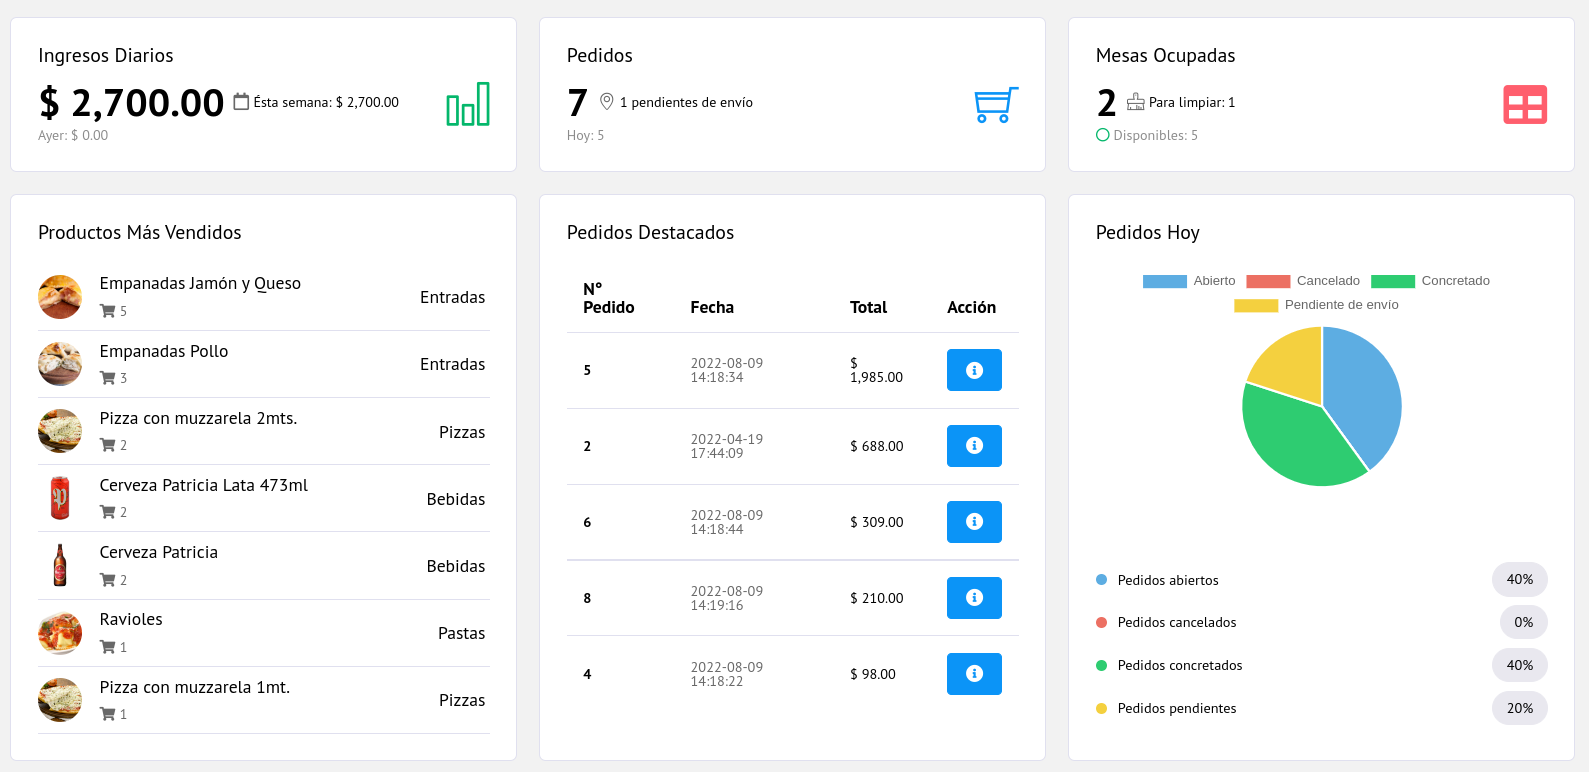 Ingresos Diarios
$ 2,700.00 Ésta semana: $ 2,700.00
Ayer: $ 0.00
Pedidos
7 1 pendientes de envío
Hoy: 5
Mesas Ocupadas
2 Para limpiar: 1
Disponibles: 5
Productos Más Vendidos
Empanadas Jamón y Queso
5
Entradas
Empanadas Pollo
3
Entradas
Pizza con muzzarela 2mts.
2
Pizzas
Cerveza Patricia Lata 473ml
2
Bebidas
Cerveza Patricia
2
Bebidas
Ravioles
1
Pastas
Pizza con muzzarela 1mt.
1
Pizzas
Pedidos Destacados
N°
Pedido Fecha Total Acción
5 2022-08-09 $
14:18:34 1,985.00
2 2022-04-19 $ 688.00
17:44:09
6 2022-08-09 $ 309.00
14:18:44
8 2022-08-09 $ 210.00
14:19:16
4 2022-08-09 $ 98.00
14:18:22
Pedidos Hoy
Abierto Cancelado Concretado
Pendiente de envío
Pedidos abiertos 40%
Pedidos cancelados 0%
Pedidos concretados 40%
Pedidos pendientes 20%